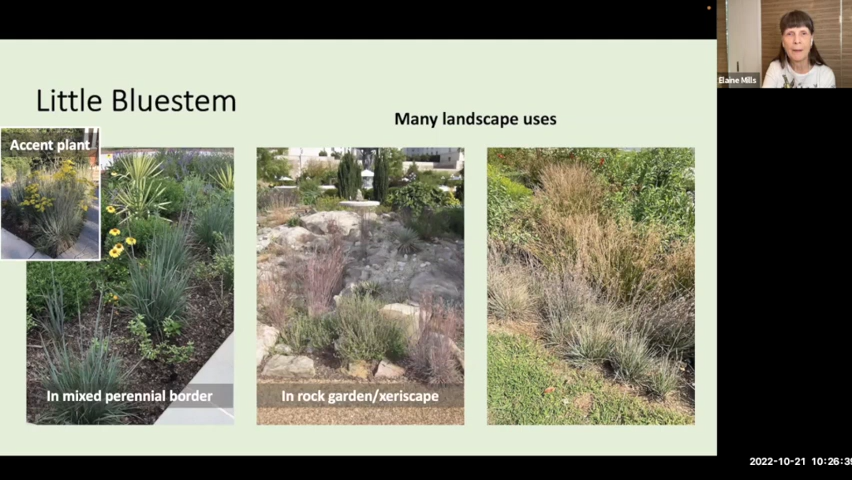 Little Bluestem
Many landscape uses
Accent plant
In mixed perennial border
In rock garden/xeriscape
Elaine Mills
2022-10-21 10:26:39